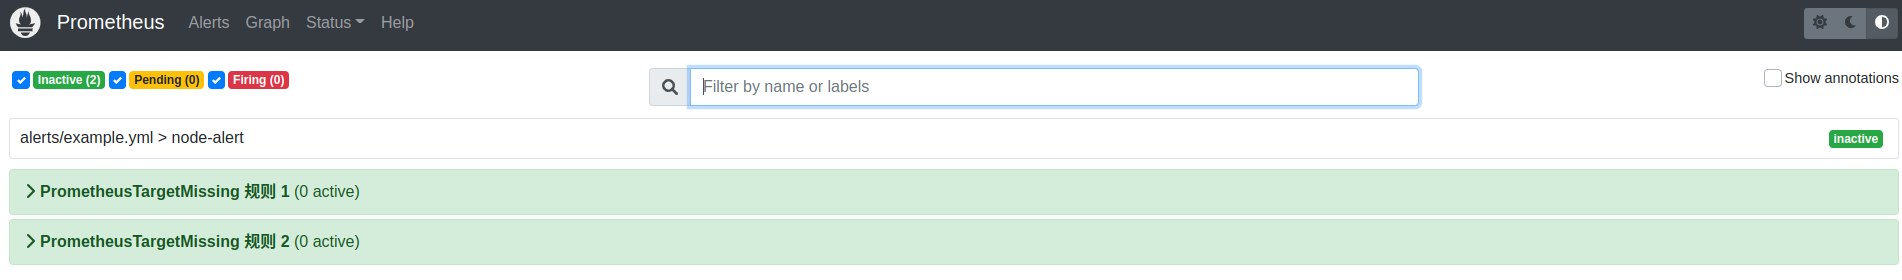 Prometheus Alerts Graph Status Help
Inactive (2) Pending (0) Firing (0) Filter by name or labels Show annotations
alerts/example.yml > node-alert inactive
PrometheusTargetMissing 规则 1 (0 active)
PrometheusTargetMissing 规则 2 (0 active)